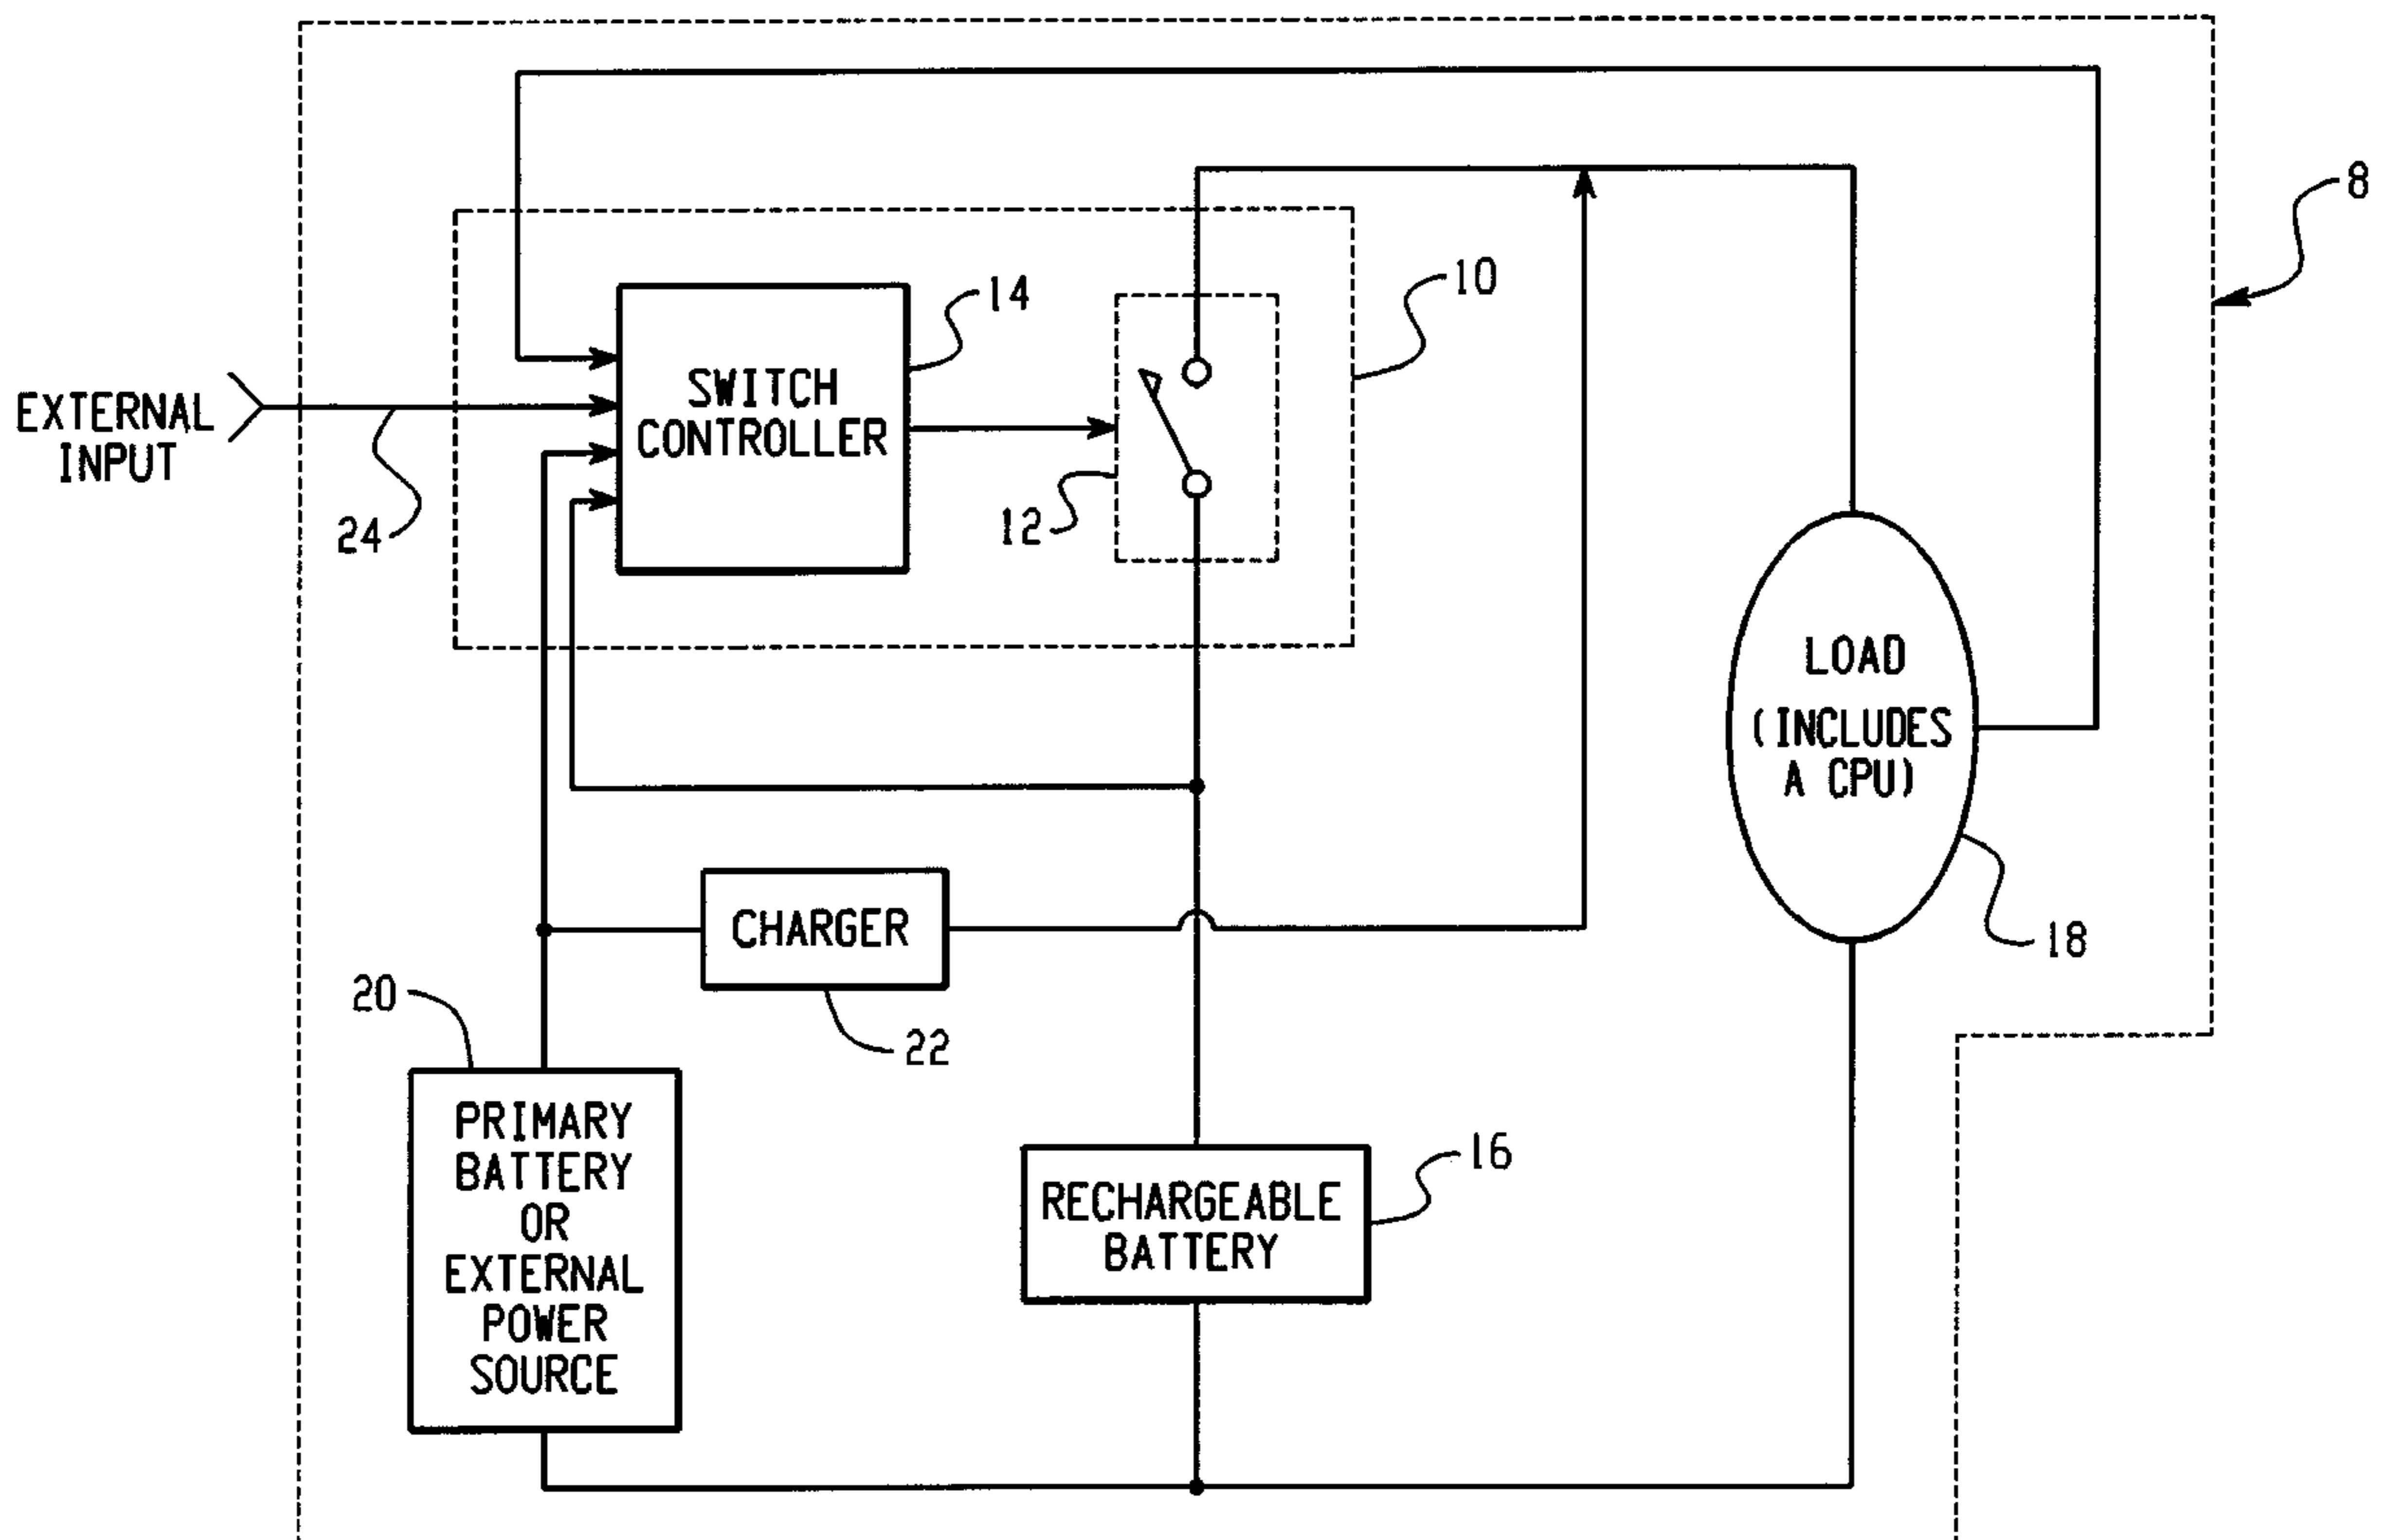 8
10
14
SWITCH
CONTROLLER
EXTERNAL
INPUT
12
24
LOAD
(INCLUDES
A CPU)
CHARGER
18
20
22
PRIMARY
BATTERY
OR
EXTERNAL
POWER
SOURCE
16
RECHARGEABLE
BATTERY